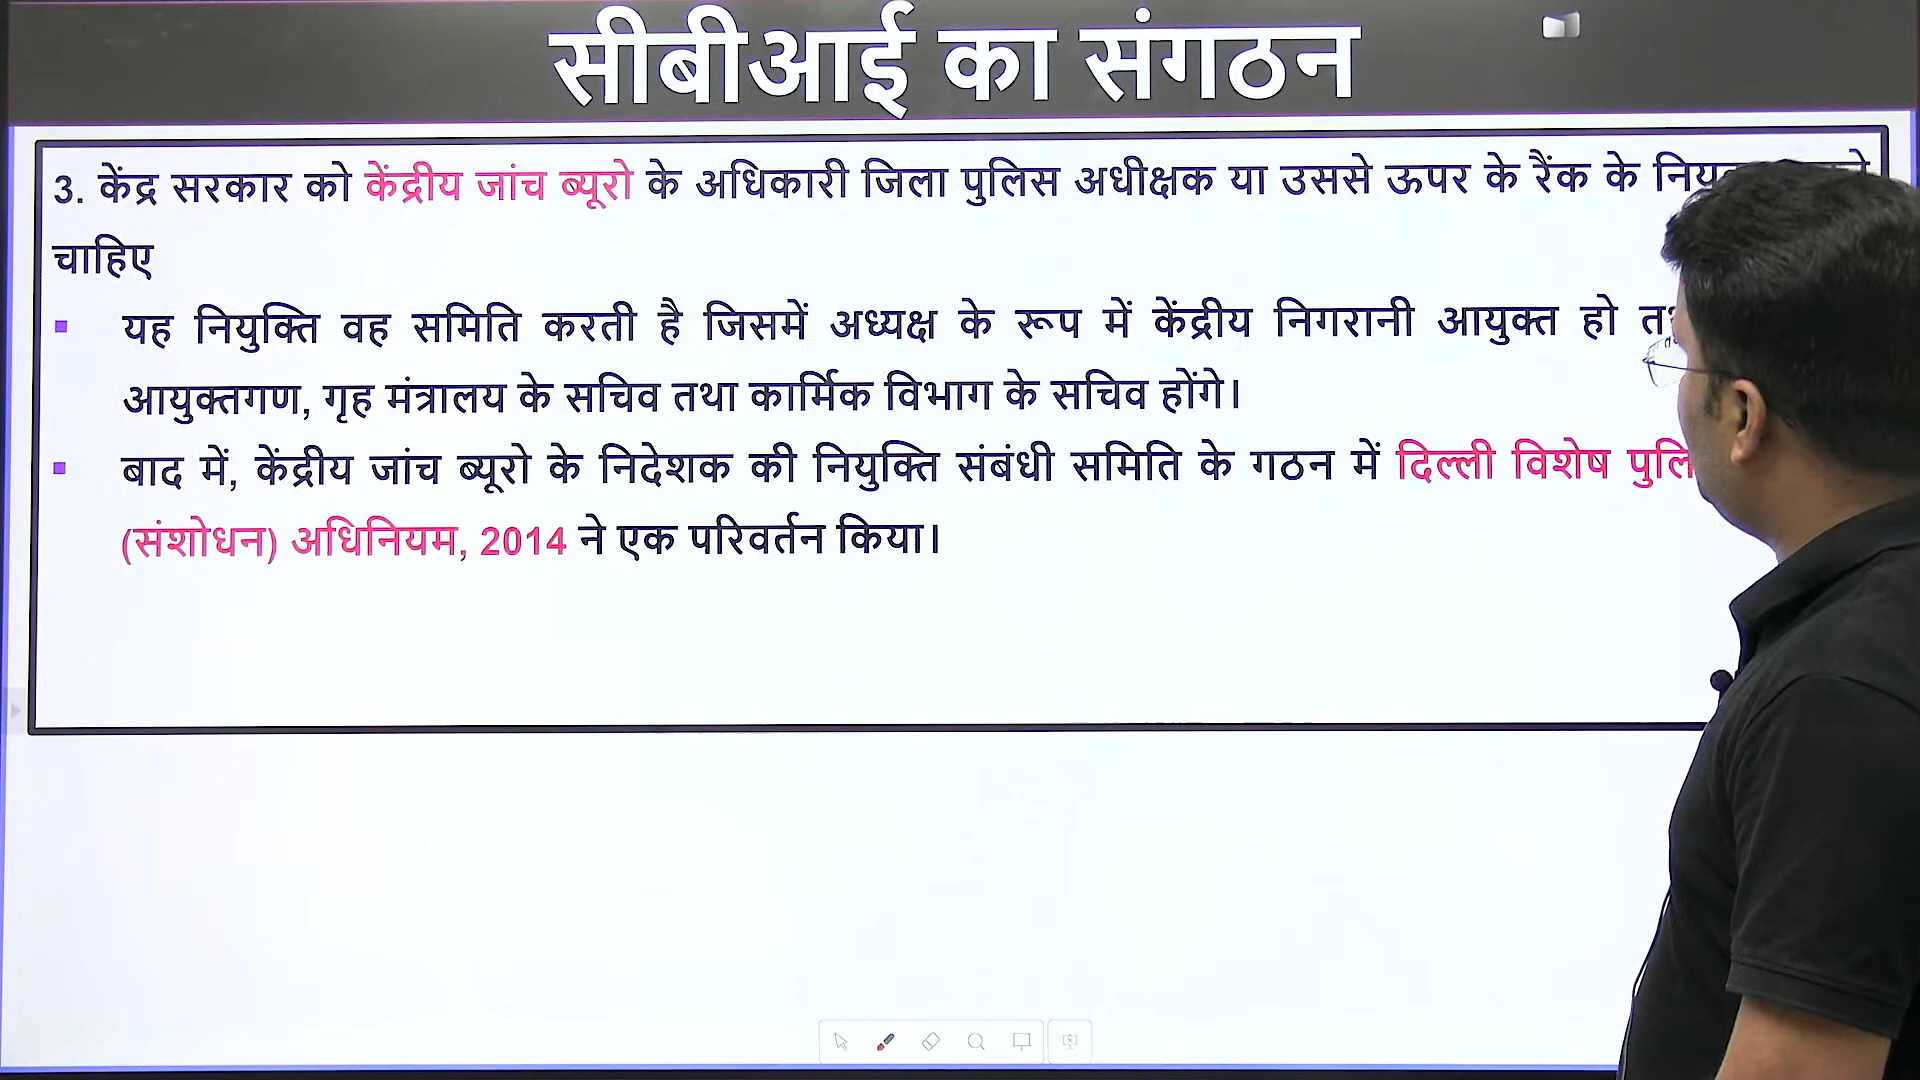 सीबीआई का संगठन
3. केंद्र सरकार को केंद्रीय जांच ब्यूरो के अधिकारी जिला पुलिस अधीक्षक या उससे ऊपर के रैंक के
चाहिए
▪ यह नियुक्ति वह समिति करती है जिसमें अध्यक्ष के रूप में केंद्रीय निगरानी आयुक्त हो
आयुक्तगण, गृह मंत्रालय के सचिव तथा कार्मिक विभाग के सचिव होंगे।
▪ बाद में, केंद्रीय जांच ब्यूरो के निदेशक की नियुक्ति संबंधी समिति के गठन में दिल्ली विशेष
(संशोधन) अधिनियम, 2014 ने एक परिवर्तन किया।